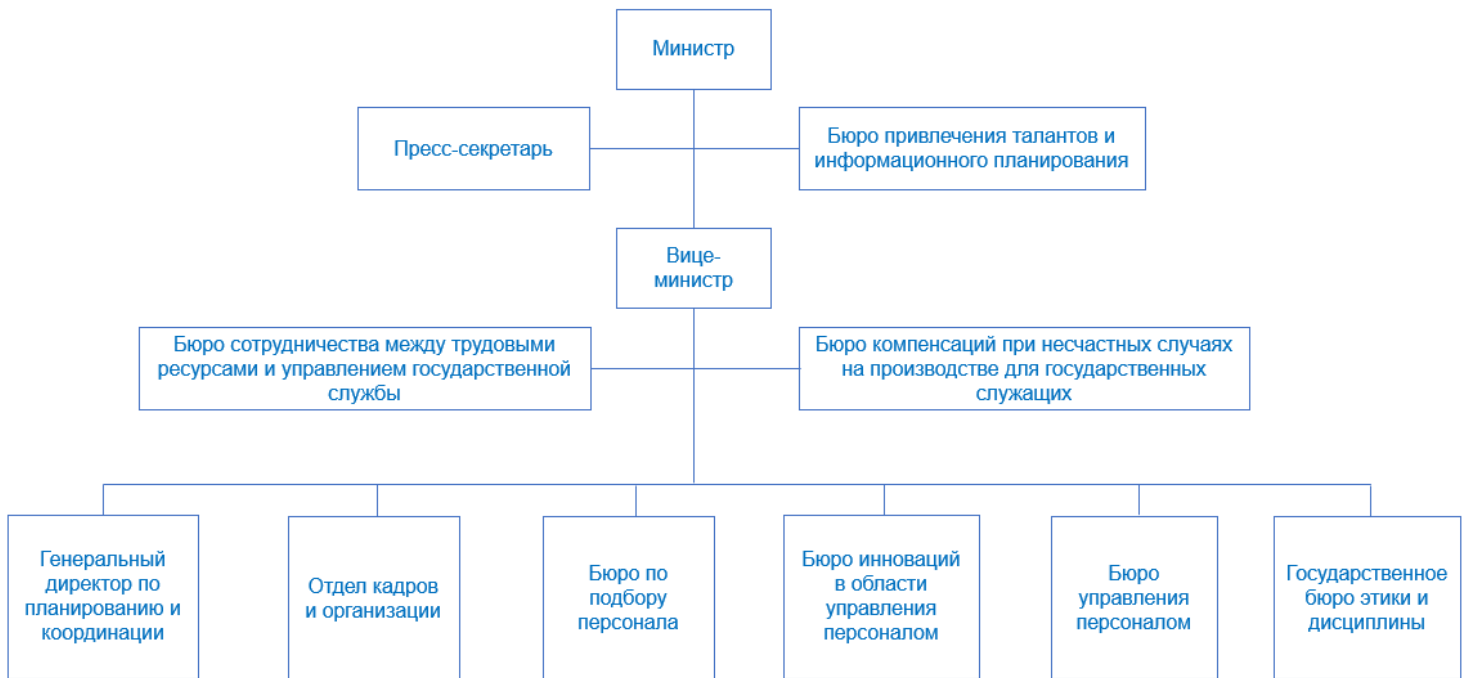 Министр
Пресс-секретарь
Бюро привлечения талантов и
информационного планирования
Вице-
министр
Бюро сотрудничества между трудовыми
ресурсами и управлением государственной
службы
Бюро компенсаций при несчастных случаях
на производстве для государственных
служащих
Генеральный
директор по
планированию и
координации
Отдел кадров
и организации
Бюро по
подбору
персонала
Бюро инноваций
в области
управления
персоналом
Бюро
управления
персоналом
Государственное
бюро этики и
дисциплины